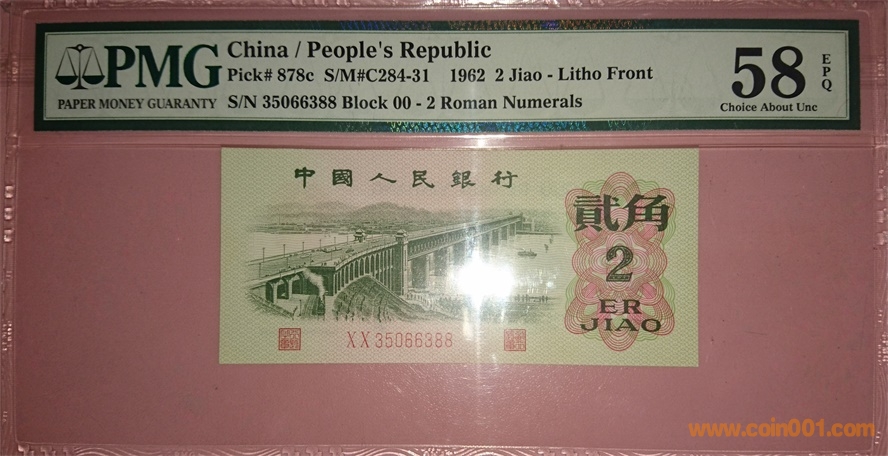 PMG
PAPER MONEY GUARANTY
China / People's Republic
Pick# 878c S/M#C284-31 1962 2 Jiao - Litho Front
S/N 35066388 Block 00 - 2 Roman Numerals
58
EPQ
Choice About Unc
中國人民銀行
貳角
2
ER
JIAO
XX35066388
www.coin001.com